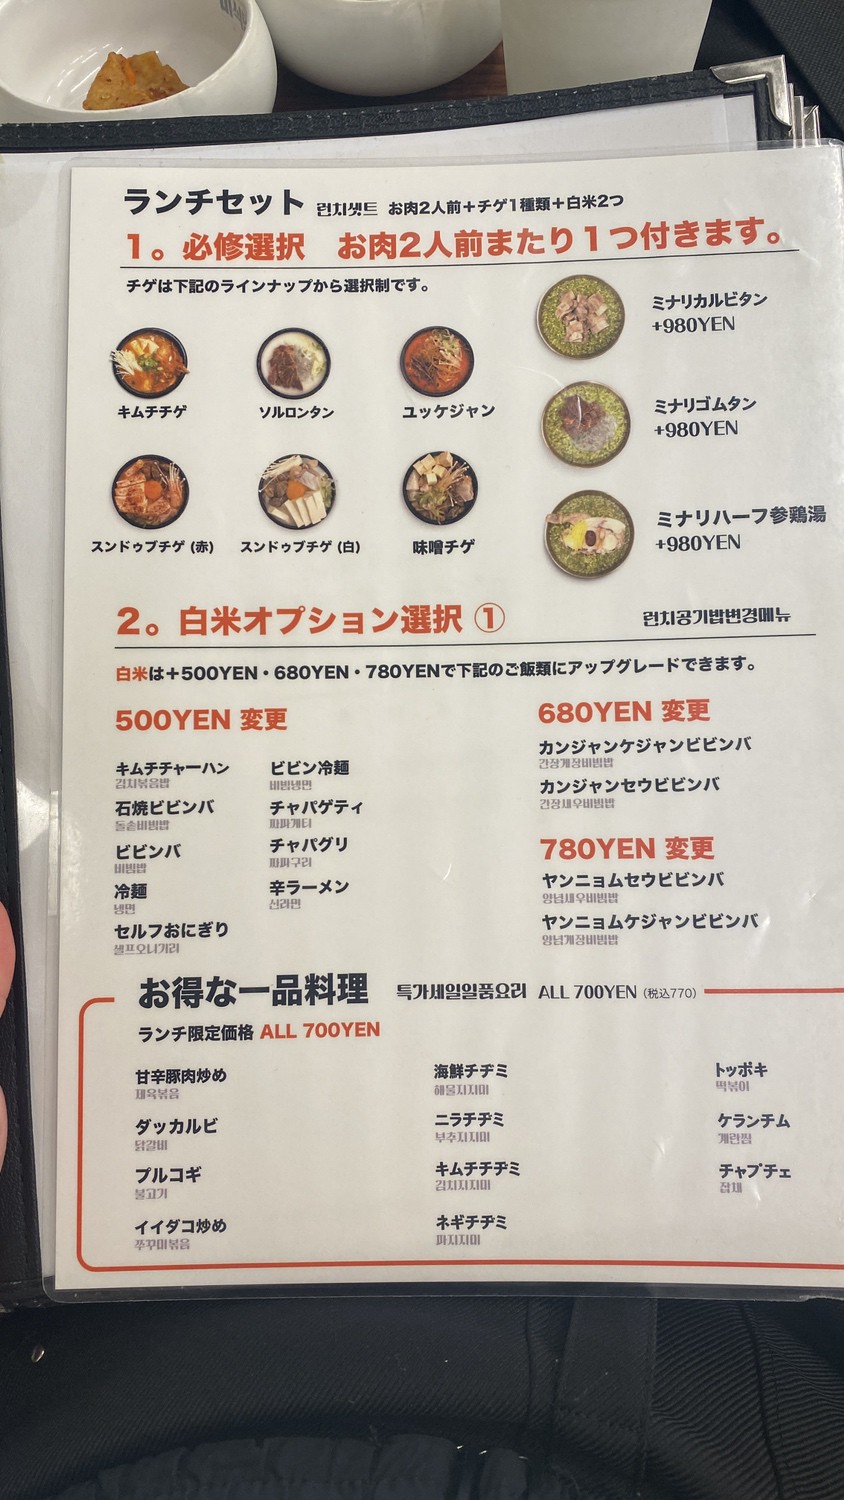 ランチセット 런치셋트 お肉2人前+チゲ1種類+白米2つ
1。必修選択 お肉2人前またり1つ付きます。
チゲは下記のラインナップから選択制です。
ミナリカルビタン
+980YEN
キムチチゲ ソルロンタン ユッケジャン
ミナリゴムタン
+980YEN
ミナリハーフ参鶏湯
+980YEN
スンドゥブチゲ (赤) スンドゥブチゲ (白) 味噌チゲ
2。白米オプション選択 ① 런치공기밥변경메뉴
白米は+500YEN・680YEN・780YENで下記のご飯類にアップグレードできます。
500YEN 変更
キムチチャーハン
김치볶음밥
石焼ビビンバ
돌솥비빔밥
ビビンバ
비빔밥
冷麺
냉면
セルフおにぎり
셀프오니기리
ビビン冷麺
비빔냉면
チャパゲティ
짜파게티
チャパグリ
짜파구리
辛ラーメン
신라면
680YEN 変更
カンジャンケジャンビビンバ
간장게장비빔밥
カンジャンセウビビンバ
간장새우비빔밥
780YEN 変更
ヤンニョムセウビビンバ
양념새우비빔밥
ヤンニョムケジャンビビンバ
양념게장비빔밥
お得な一品料理 특가세일일품요리 ALL 700YEN (税込770)
ランチ限定価格 ALL 700YEN
甘辛豚肉炒め
제육볶음
ダッカルビ
닭갈비
プルコギ
불고기
イイダコ炒め
쭈꾸미볶음
海鮮チヂミ
해물지지미
ニラチヂミ
부추지지미
キムチチヂミ
김치지지미
ネギチヂミ
파지지미
トッポキ
떡볶이
ケランチム
계란찜
チャプチェ
잡채